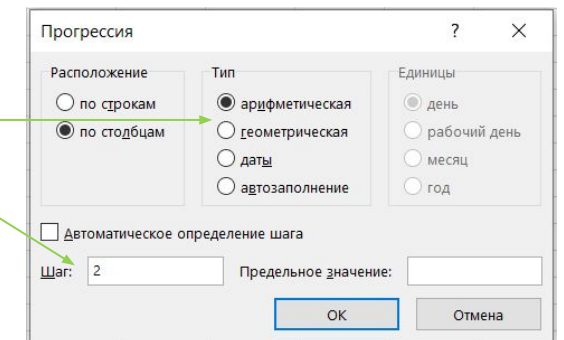 Прогрессия ? ×
Расположение Тип Единицы
по строкам арифметическая день
по столбцам геометрическая рабочий день
даты месяц
автозаполнение год
Автоматическое определение шага
Шаг: 2 Предельное значение:
ОК Отмена